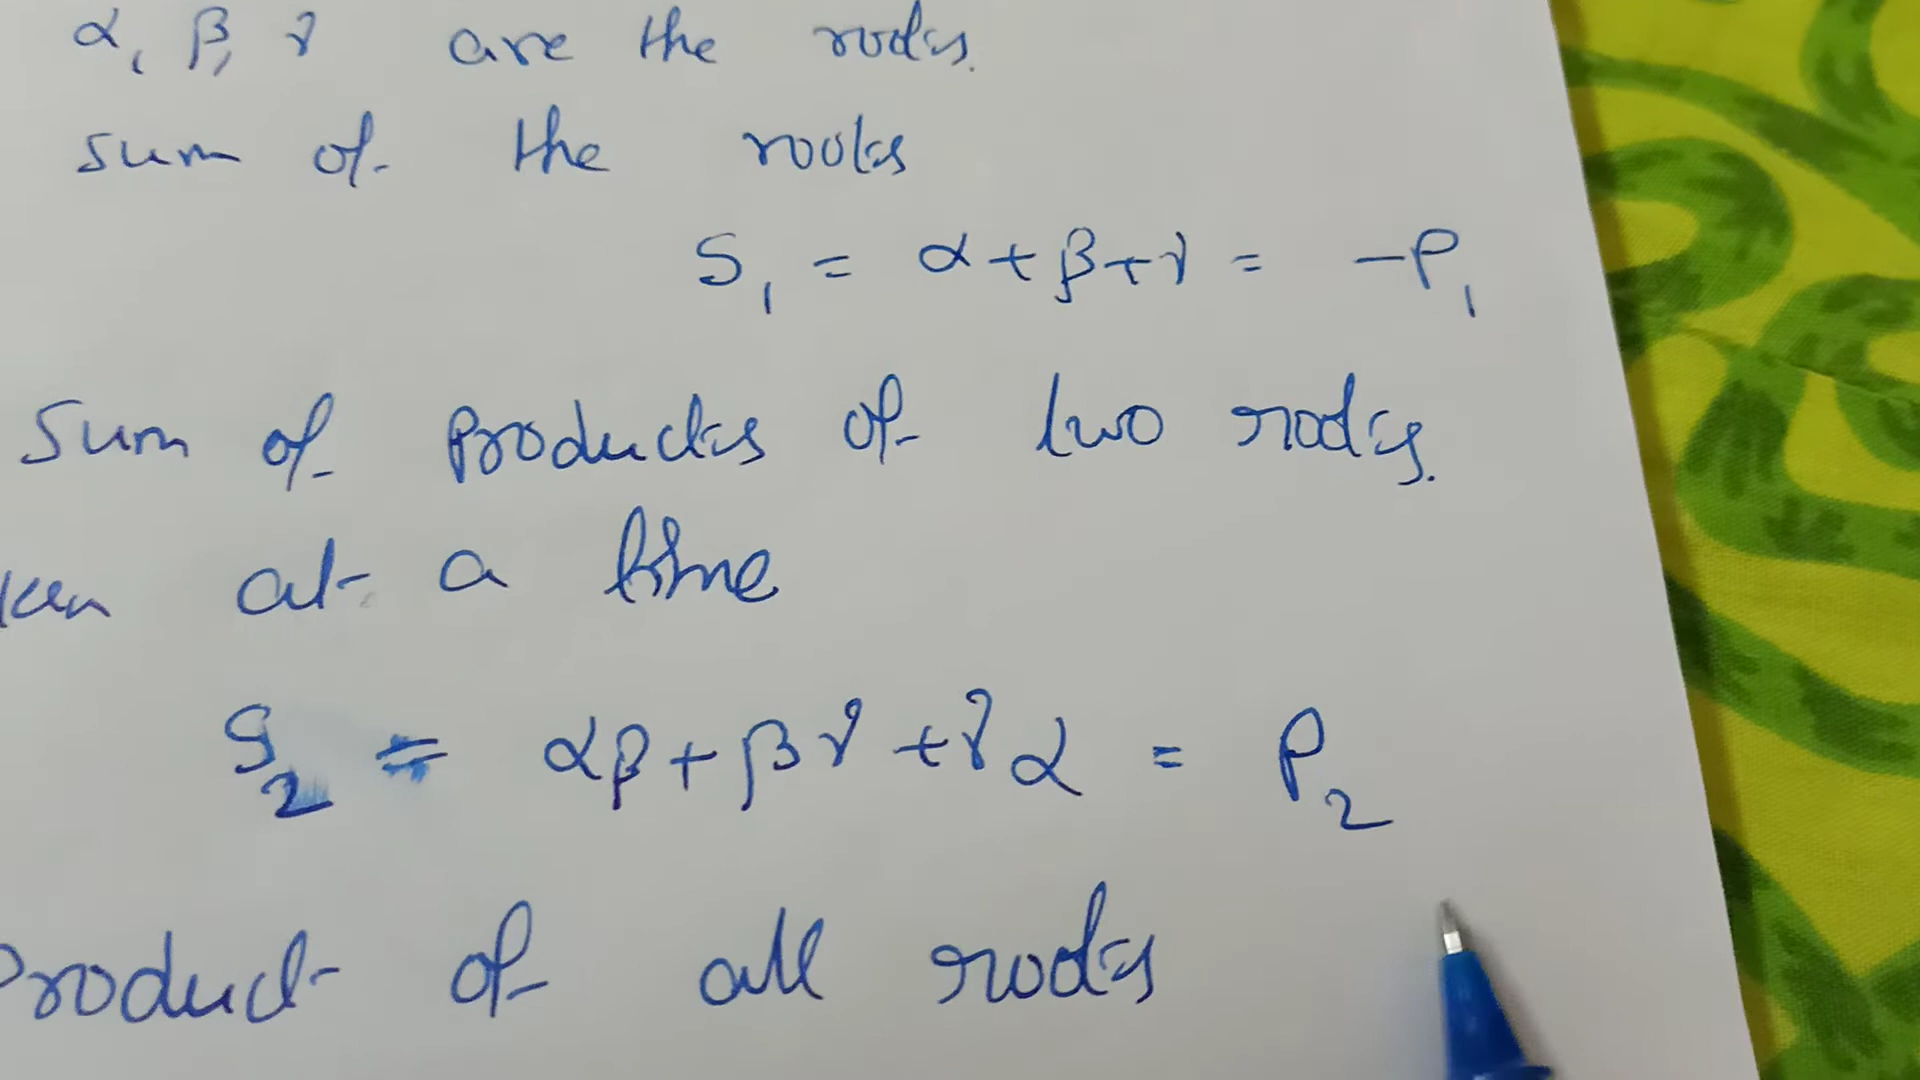 α, β, γ are the roots.
sum of the roots
S₁ = α+β+γ = -P₁
Sum of Products of two roots.
ken at a time
S₂ = αβ+βγ+γα = P₂
Product of all roots